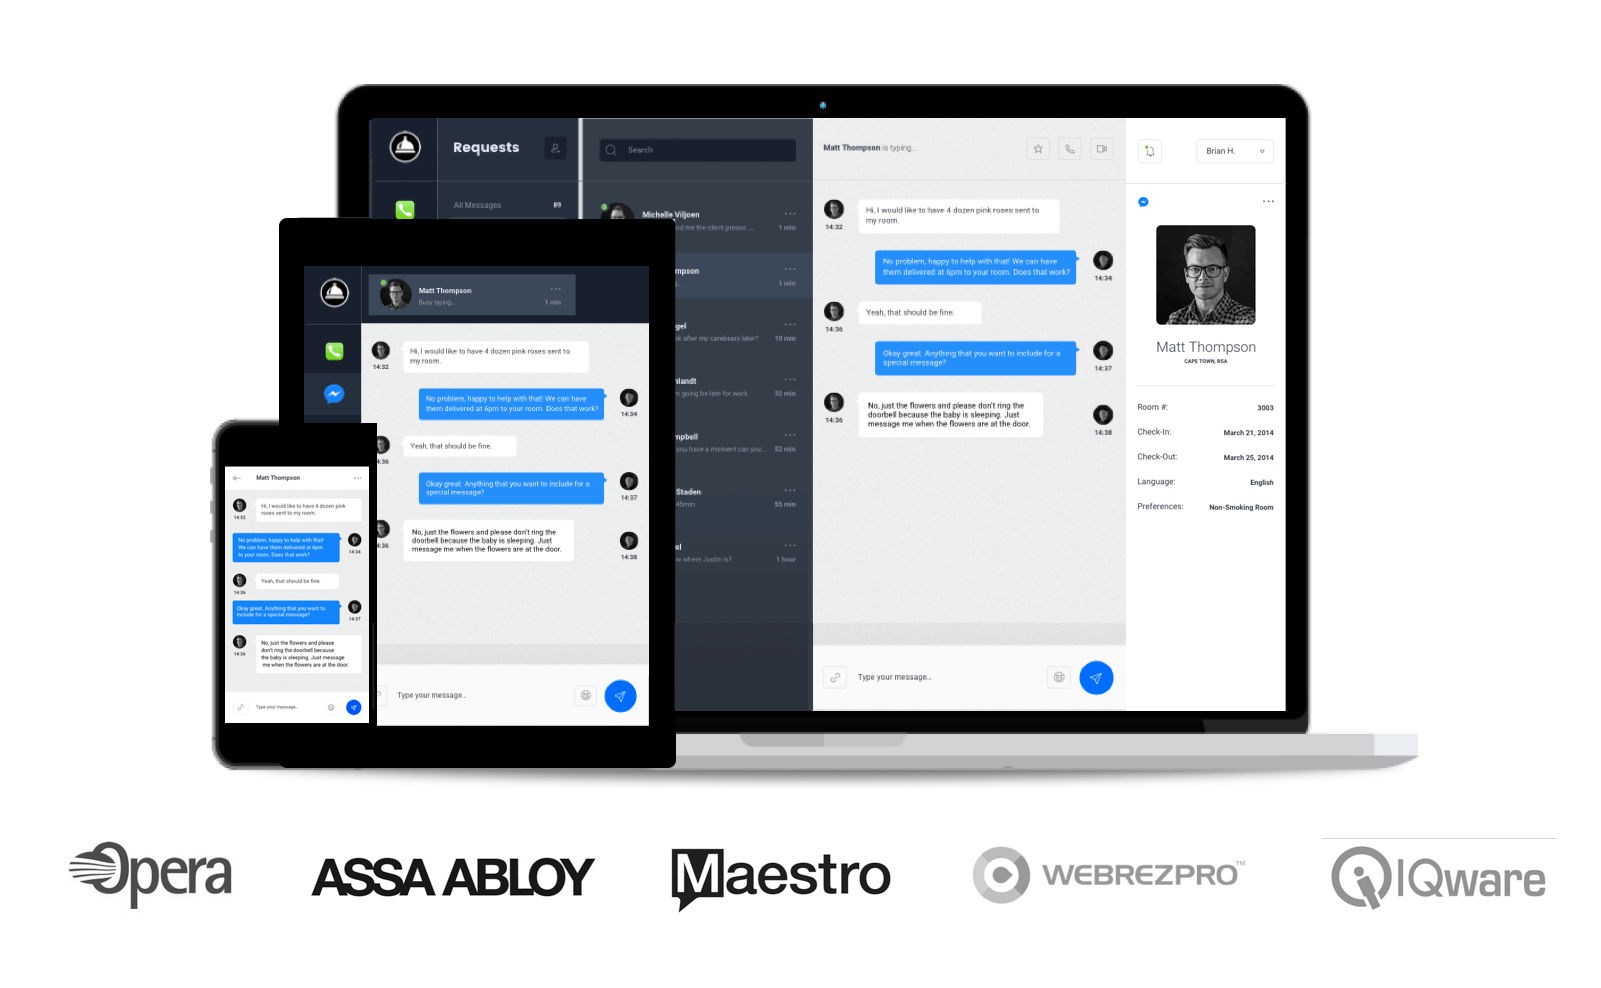 Requests
All Messages
89
Search
Michelle Viljoen
nd me the client presso ...
1 min
mpson
1 min
gel
ok after my carebears later?
10 min
nlandt
m going be late for work.
32 min
mpbell
you have a moment can you ...
52 min
Staden
45min
55 min
el
w where Justin is?
1 hour
Matt Thompson is typing...
Hi, I would like to have 4 dozen pink roses sent to
my room.
14:32
No problem, happy to help with that! We can have
them delivered at 6pm to your room. Does that work?
14:34
Yeah, that should be fine.
14:36
Okay great. Anything that you want to include for a
special message?
14:37
No, just the flowers and please don't ring the
doorbell because the baby is sleeping. Just
message me when the flowers are at the door.
14:36
14:38
Type your message...
Brian H.
Matt Thompson
CAPE TOWN, RSA
Room #:
3003
Check-In:
March 21, 2014
Check-Out:
March 25, 2014
Language:
English
Preferences:
Non-Smoking Room
Matt Thompson
Busy typing...
1 min
Hi, I would like to have 4 dozen pink roses sent to
my room.
14:32
No problem, happy to help with that! We can have
them delivered at 6pm to your room. Does that work?
14:34
Yeah, that should be fine.
4:36
Okay great. Anything that you want to include for a
special message?
14:37
No, just the flowers and please don't ring the
doorbell because the baby is sleeping. Just
message me when the flowers are at the door.
4:36
14:38
Type your message...
Matt Thompson
Hi, I would like to have 4 dozen pink
roses sent to my room.
14:32
No problem, happy to help with that!
We can have them delivered at 6pm
to your room. Does that work?
14:34
Yeah, that should be fine.
14:36
Okay great. Anything that you want to
include for a special message?
14:37
No, just the flowers and please
don't ring the doorbell because
the baby is sleeping. Just message
me when the flowers are at the door.
14:36
Type your message..
Opera
ASSA ABLOY
Maestro
WEBREZPRO™
IQware